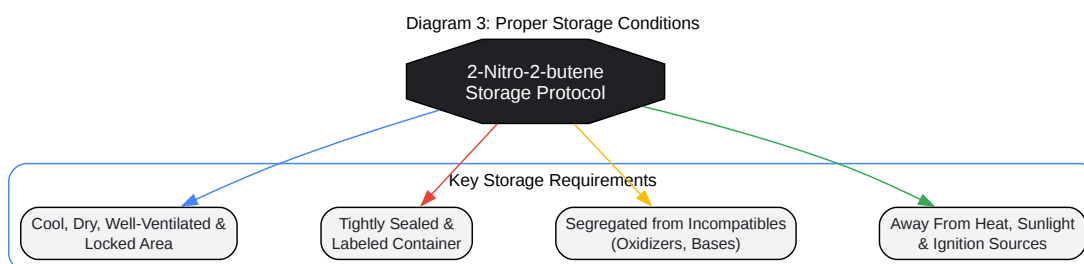 Diagram 3: Proper Storage Conditions
2-Nitro-2-butene
Storage Protocol
Key Storage Requirements
Cool, Dry, Well-Ventilated &
Locked Area
Tightly Sealed &
Labeled Container
Segregated from Incompatibles
(Oxidizers, Bases)
Away From Heat, Sunlight
& Ignition Sources